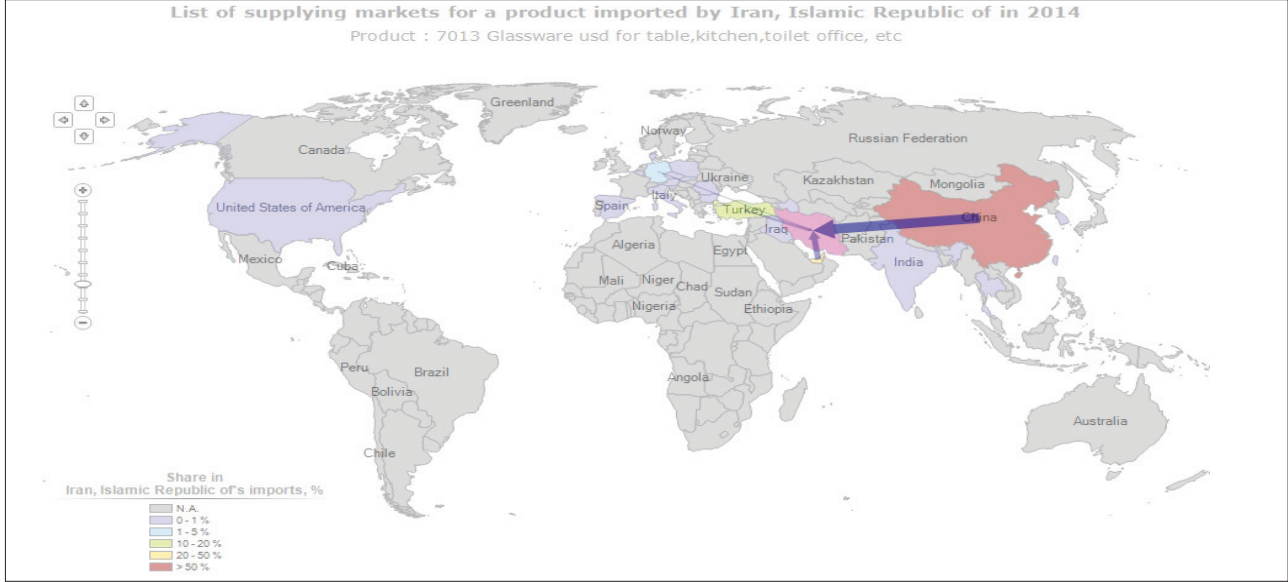 List of supplying markets for a product imported by Iran, Islamic Republic of in 2014
Product : 7013 Glassware usd for table,kitchen,toilet office, etc
Greenland
Norway
Russian Federation
Canada
Ukraine
Kazakhstan
Mongolia
United States of America
Spain
Italy
Turkey
China
Iraq
Pakistan
Mexico
Cuba
Algeria
Egypt
India
Mali
Niger
Chad
Sudan
Nigeria
Ethiopia
Peru
Brazil
Angola
Bolivia
Australia
Chile
Share in
Iran, Islamic Republic of's imports, %
N.A.
0 - 1 %
1 - 5 %
10 - 20 %
20 - 50 %
> 50 %